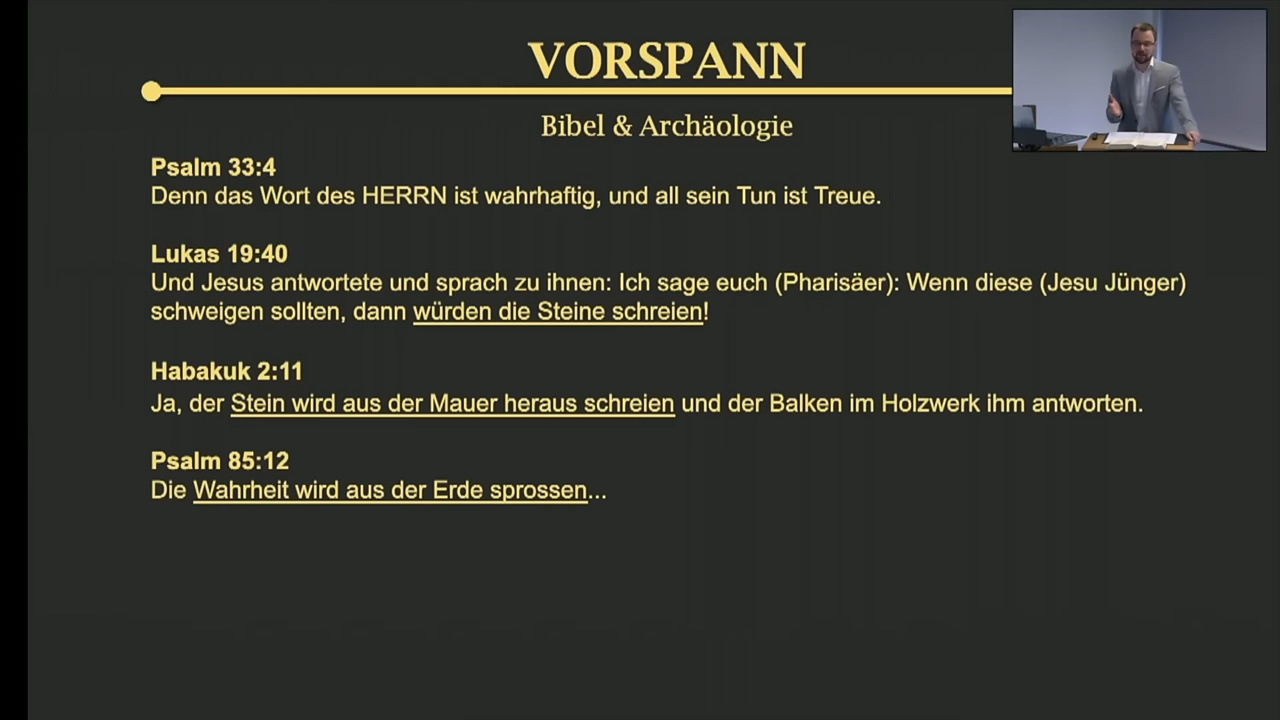 VORSPANN
Bibel & Archäologie
Psalm 33:4
Denn das Wort des HERRN ist wahrhaftig, und all sein Tun ist Treue.
Lukas 19:40
Und Jesus antwortete und sprach zu ihnen: Ich sage euch (Pharisäer): Wenn diese (Jesu Jünger)
schweigen sollten, dann würden die Steine schreien!
Habakuk 2:11
Ja, der Stein wird aus der Mauer heraus schreien und der Balken im Holzwerk ihm antworten.
Psalm 85:12
Die Wahrheit wird aus der Erde sprossen...